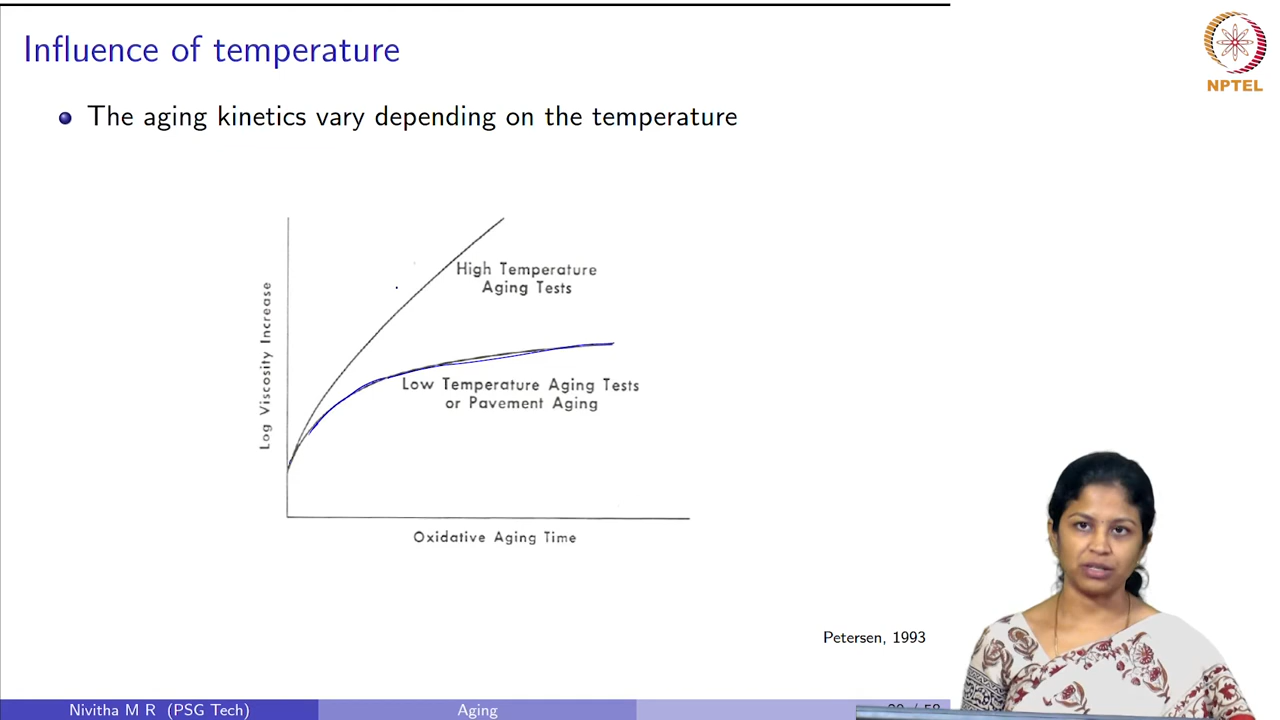 Influence of temperature
NPTEL
The aging kinetics vary depending on the temperature
High Temperature
Aging Tests
Log Viscosity Increase
Low Temperature Aging Tests
or Pavement Aging
Oxidative Aging Time
Petersen, 1993
Nivitha M R (PSG Tech)
Aging